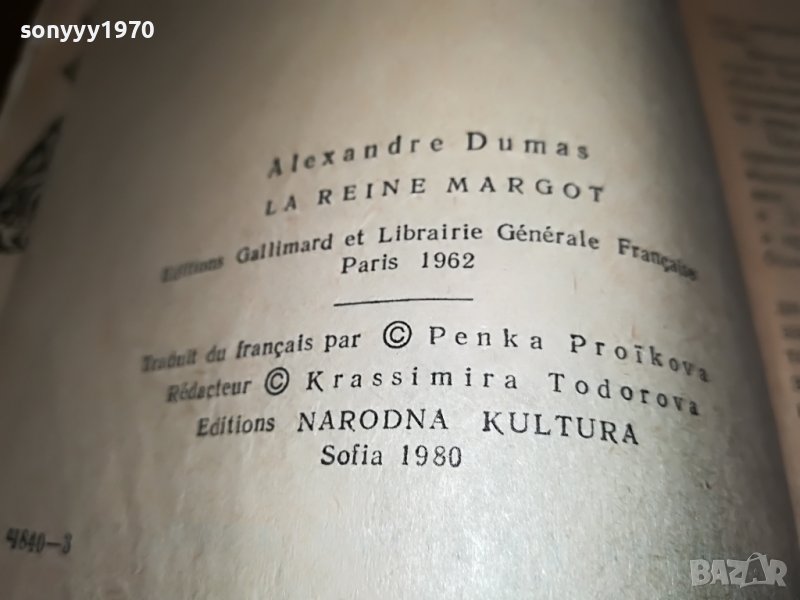 sonyyy1970
Alexandre Dumas
LA REINE MARGOT
Editions Gallimard et Librairie Générale Française
Paris 1962
Traduit du français par © Penka Proïkova
Rédacteur © Krassimira Todorova
Editions NARODNA KULTURA
Sofia 1980
4840—3
BAZAR